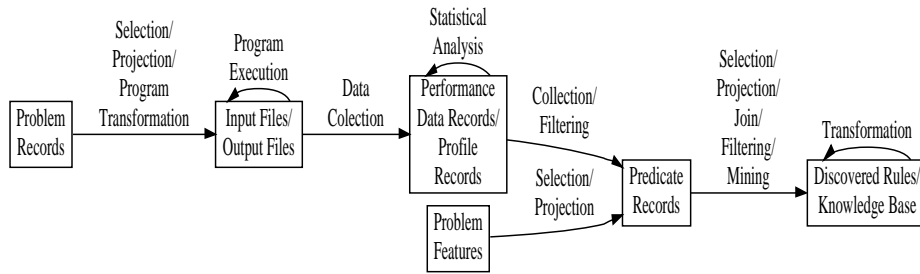 Selection/
Projection/
Program
Transformation
Program
Execution
Data
Colection
Statistical
Analysis
Collection/
Filtering
Selection/
Projection
Selection/
Projection/
Join/
Filtering/
Mining
Transformation
Problem
Records
Input Files/
Output Files
Performance
Data Records/
Profile
Records
Problem
Features
Predicate
Records
Discovered Rules/
Knowledge Base